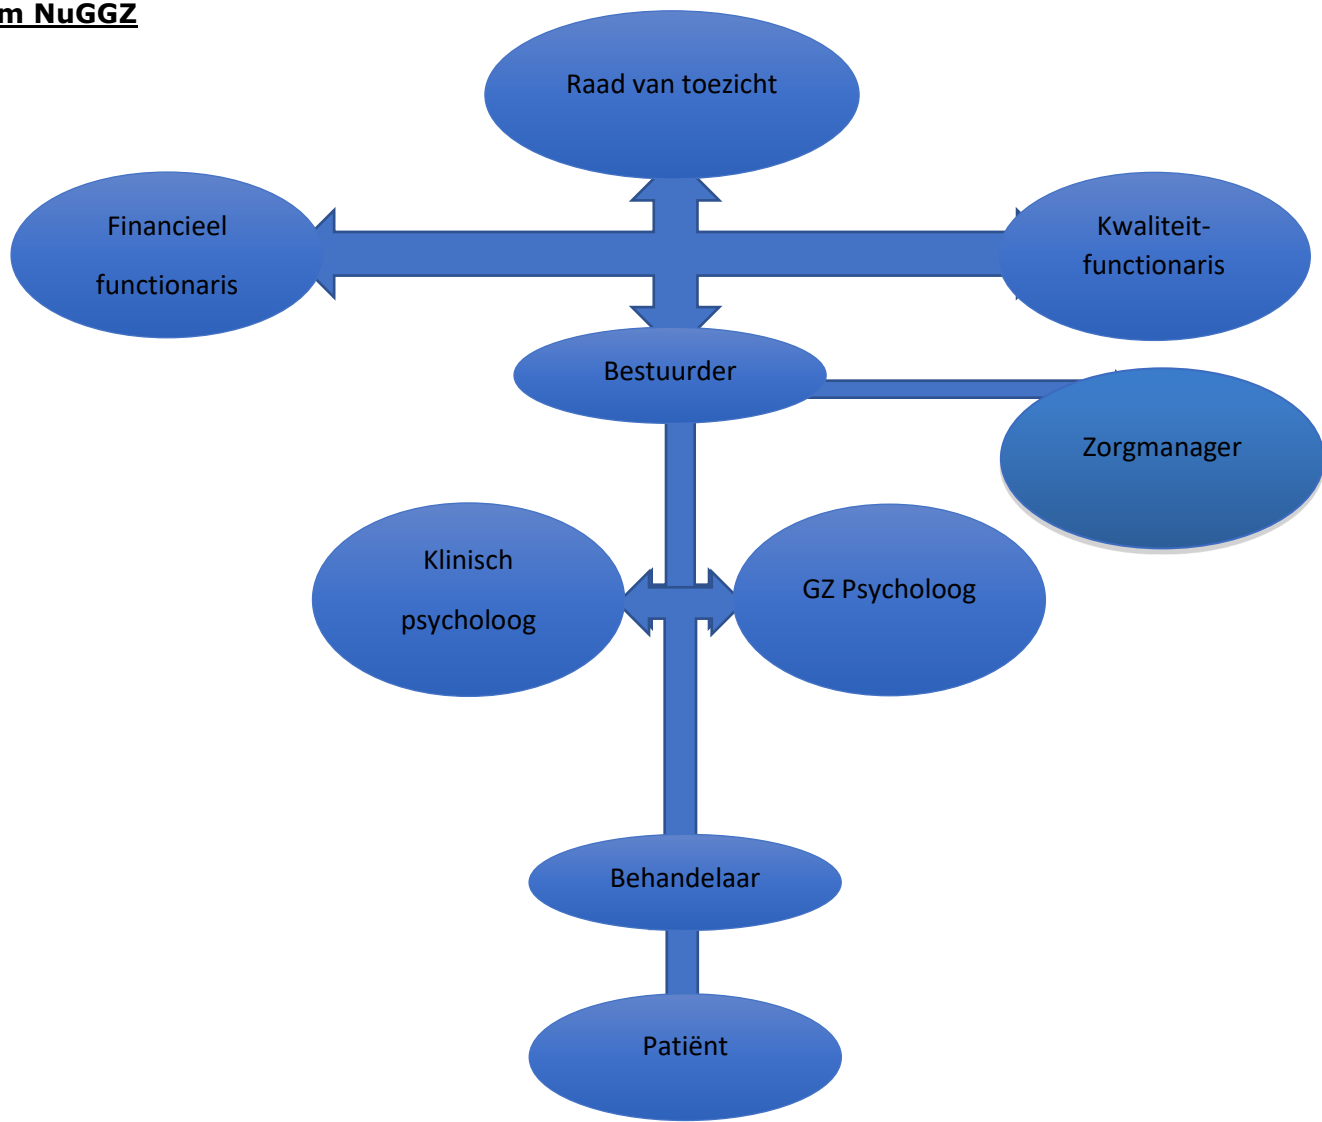 m NuGGZ
Raad van toezicht
Financieel
functionaris
Kwaliteit-
functionaris
Bestuurder
Zorgmanager
Klinisch
psycholoog
GZ Psycholoog
Behandelaar
Patiënt